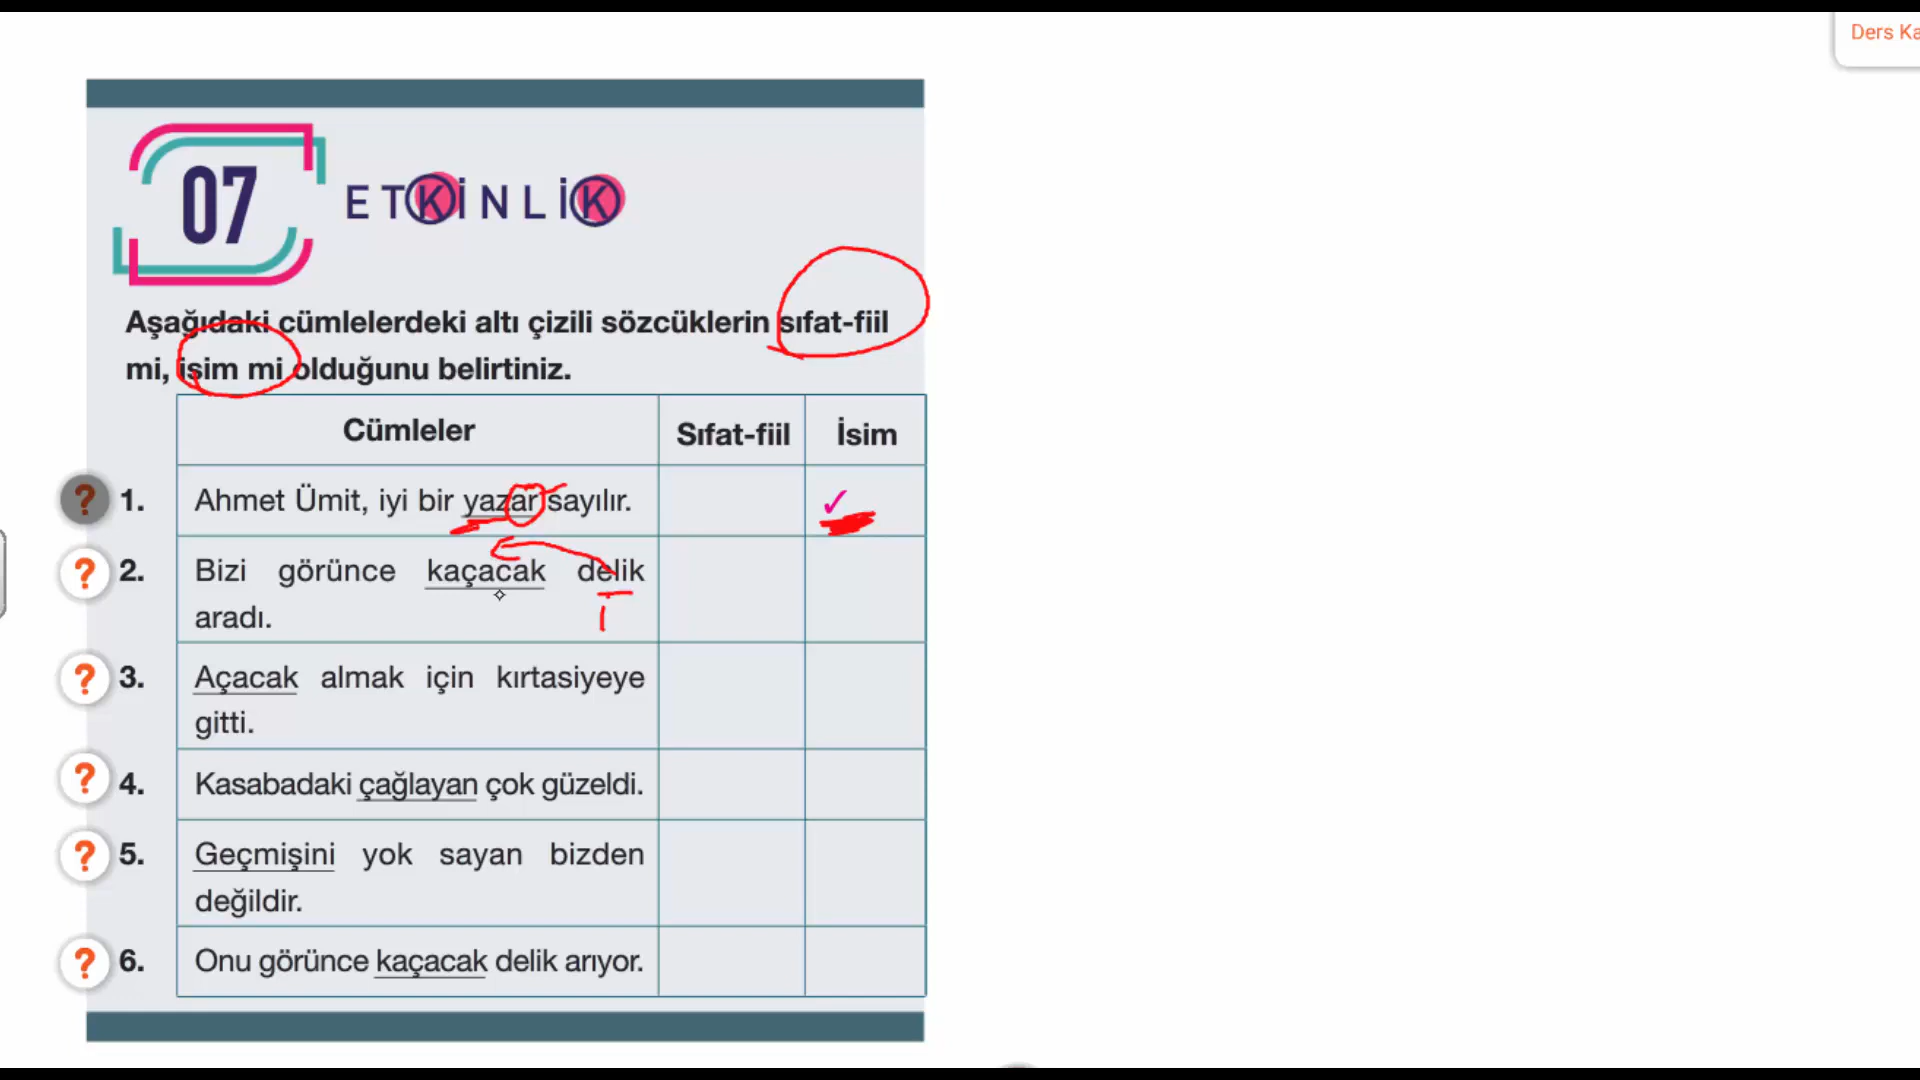 Ders Ka
07
ETKİNLİK
Aşağıdaki cümlelerdeki altı çizili sözcüklerin sıfat-fiil
mi, isim mi olduğunu belirtiniz.
Cümleler Sıfat-fiil İsim
? 1. Ahmet Ümit, iyi bir yazar sayılır. ✓
? 2. Bizi görünce kaçacak delik
aradı.
? 3. Açacak almak için kırtasiyeye
gitti.
? 4. Kasabadaki çağlayan çok güzeldi.
? 5. Geçmişini yok sayan bizden
değildir.
? 6. Onu görünce kaçacak delik arıyor.